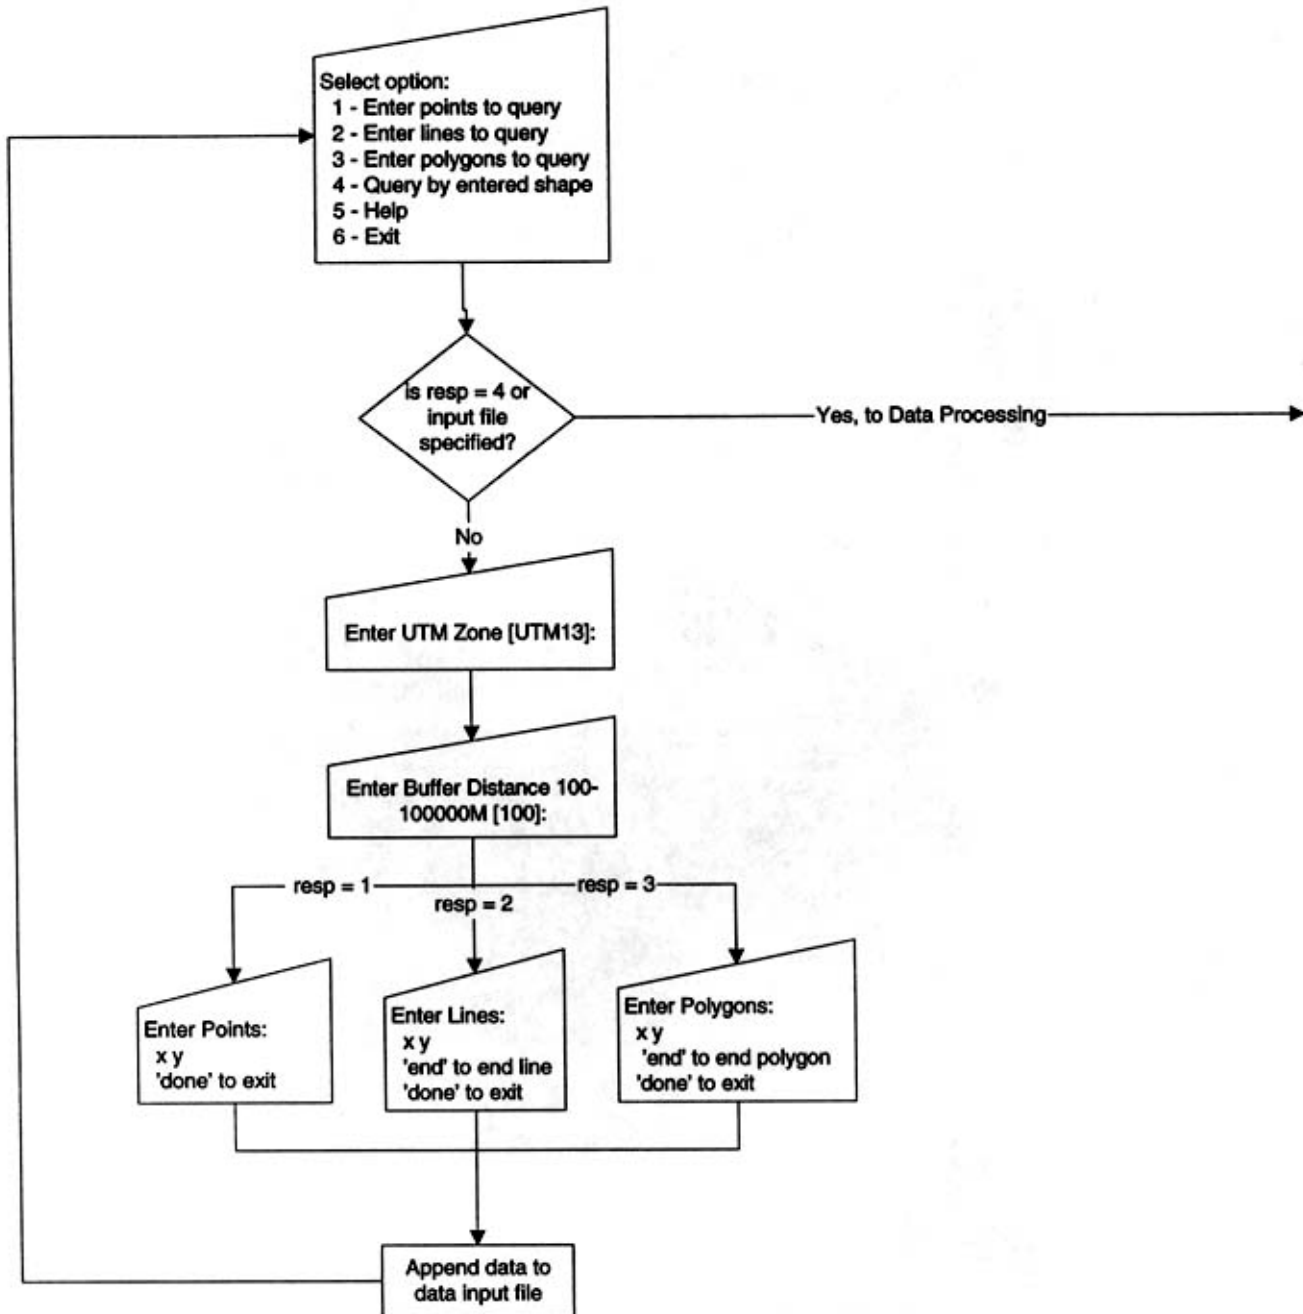 Select option:
1 - Enter points to query
2 - Enter lines to query
3 - Enter polygons to query
4 - Query by entered shape
5 - Help
6 - Exit
is resp = 4 or
input file
specified?
Yes, to Data Processing
No
Enter UTM Zone [UTM13]:
Enter Buffer Distance 100-
100000M [100]:
resp = 1
resp = 2
resp = 3
Enter Points:
x y
'done' to exit
Enter Lines:
x y
'end' to end line
'done' to exit
Enter Polygons:
x y
'end' to end polygon
'done' to exit
Append data to
data input file